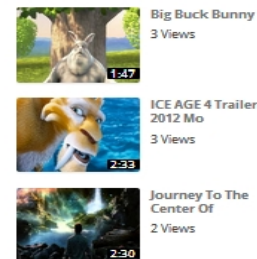 Big Buck Bunny
3 Views
1:47
ICE AGE 4 Trailer
2012 Mo
3 Views
2:33
Journey To The
Center Of
2 Views
2:30